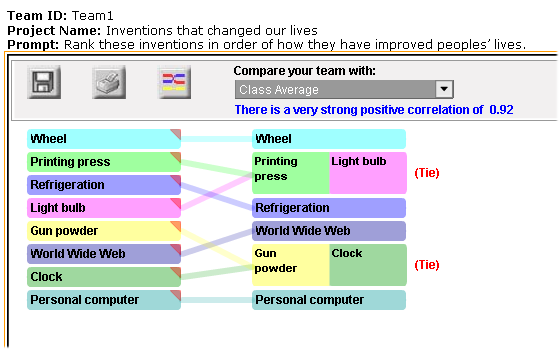 Team ID: Team1
Project Name: Inventions that changed our lives
Prompt: Rank these inventions in order of how they have improved peoples’ lives.
Compare your team with:
Class Average
There is a very strong positive correlation of 0.92
Wheel
Printing press
Refrigeration
Light bulb
Gun powder
World Wide Web
Clock
Personal computer
Wheel
Printing press
Light bulb
(Tie)
Refrigeration
World Wide Web
Gun powder
Clock
(Tie)
Personal computer